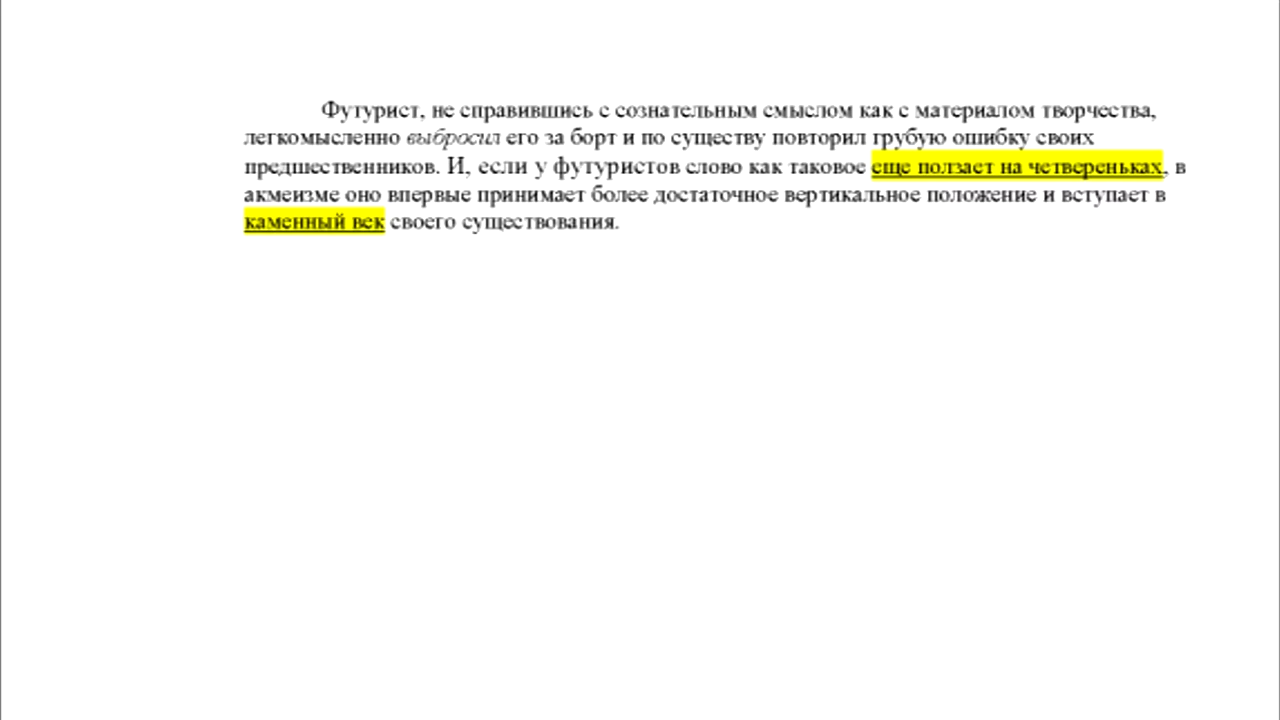 Футурист, не справившись с сознательным смыслом как с материалом творчества,
легкомысленно выбросил его за борт и по существу повторил грубую ошибку своих
предшественников. И, если у футуристов слово как таковое еще ползает на четвереньках, в
акмеизме оно впервые принимает более достаточное вертикальное положение и вступает в
каменный век своего существования.